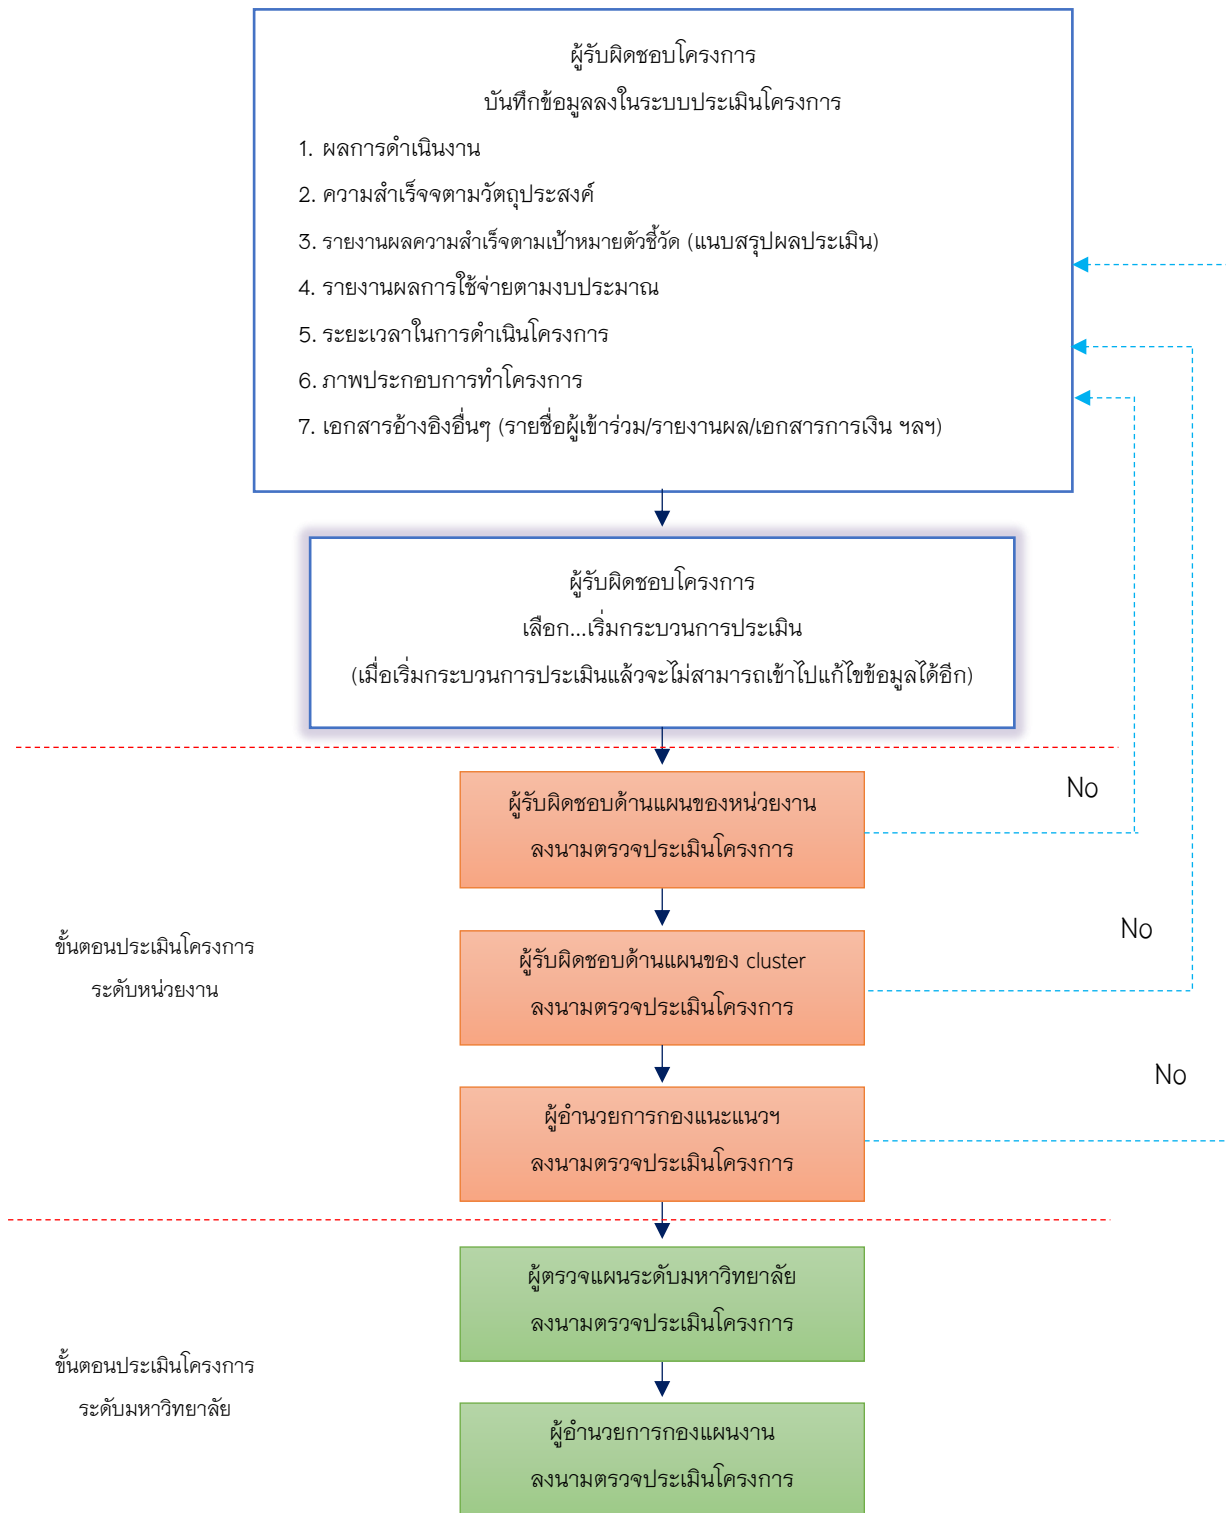 ผู้รับผิดชอบโครงการ
บันทึกข้อมูลลงในระบบประเมินโครงการ
1. ผลการดำเนินงาน
2. ความสำเร็จจตามวัตถุประสงค์
3. รายงานผลความสำเร็จตามเป้าหมายตัวชี้วัด (แนบสรุปผลประเมิน)
4. รายงานผลการใช้จ่ายตามงบประมาณ
5. ระยะเวลาในการดำเนินโครงการ
6. ภาพประกอบการทำโครงการ
7. เอกสารอ้างอิงอื่นๆ (รายชื่อผู้เข้าร่วม/รายงานผล/เอกสารการเงิน ฯลฯ)
ผู้รับผิดชอบโครงการ
เลือก...เริ่มกระบวนการประเมิน
(เมื่อเริ่มกระบวนการประเมินแล้วจะไม่สามารถเข้าไปแก้ไขข้อมูลได้อีก)
ผู้รับผิดชอบด้านแผนของหน่วยงาน
ลงนามตรวจประเมินโครงการ
No
ขั้นตอนประเมินโครงการ
ระดับหน่วยงาน
ผู้รับผิดชอบด้านแผนของ cluster
ลงนามตรวจประเมินโครงการ
No
ผู้อำนวยการกองแนะแนวฯ
ลงนามตรวจประเมินโครงการ
No
ผู้ตรวจแผนระดับมหาวิทยาลัย
ลงนามตรวจประเมินโครงการ
ขั้นตอนประเมินโครงการ
ระดับมหาวิทยาลัย
ผู้อำนวยการกองแผนงาน
ลงนามตรวจประเมินโครงการ